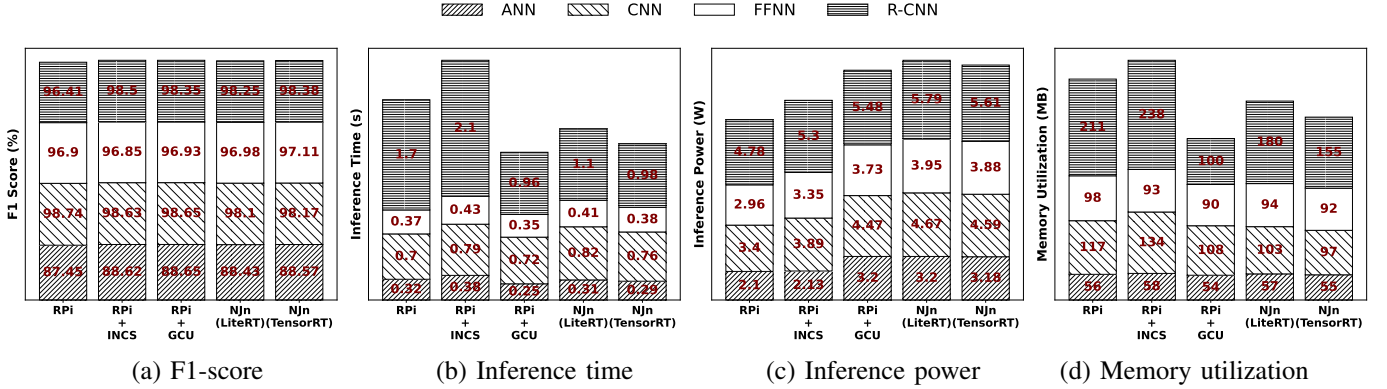 ANN CNN FFNN R-CNN
F1 Score (%)
96.41 98.5 98.35 98.25 98.38
96.9 96.85 96.93 96.98 97.11
98.74 98.63 98.65 98.1 98.17
87.45 88.62 88.65 88.43 88.57
RPi RPi + INCS RPi + GCU NJn (LiteRT) NJn (TensorRT)
(a) F1-score
Inference Time (s)
1.7 2.1 0.96 1.1 0.98
0.37 0.43 0.35 0.41 0.38
0.7 0.79 0.72 0.82 0.76
0.32 0.38 0.25 0.31 0.29
RPi RPi + INCS RPi + GCU NJn (LiteRT) NJn (TensorRT)
(b) Inference time
Inference Power (W)
4.78 5.3 5.48 5.79 5.61
2.96 3.35 3.73 3.95 3.88
3.4 3.89 4.47 4.67 4.59
2.1 2.13 3.2 3.2 3.18
RPi RPi + INCS RPi + GCU NJn (LiteRT) NJn (TensorRT)
(c) Inference power
Memory Utilization (MB)
211 238 100 180 155
98 93 90 94 92
117 134 108 103 97
56 58 54 57 55
RPi RPi + INCS RPi + GCU NJn (LiteRT) NJn (TensorRT)
(d) Memory utilization